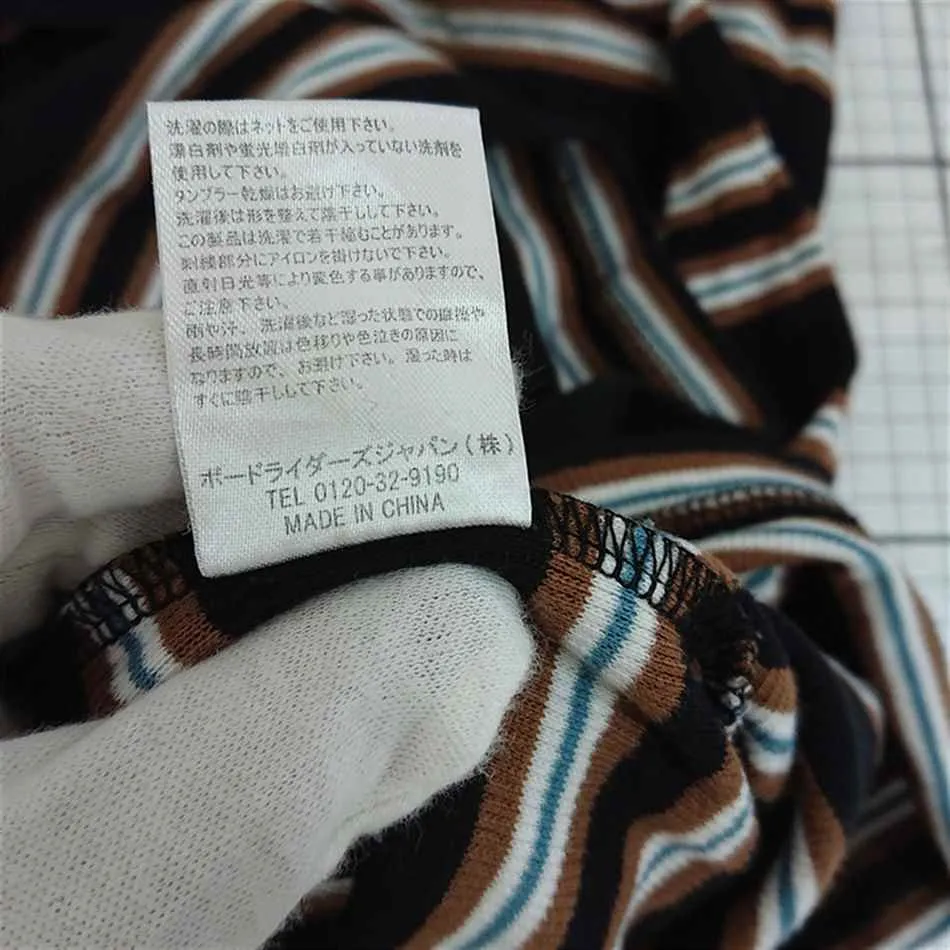 洗濯の際はネットをご使用下さい。
漂白剤や蛍光増白剤が入っていない洗剤を
使用して下さい。
タンブラー乾燥はお避け下さい。
洗濯後は形を整えて陰干しして下さい。
この製品は洗濯で若干縮むことがあります。
刺繍部分にアイロンを掛けないで下さい。
直射日光等により変色する事がありますので、
ご注意下さい。
雨や汗、洗濯後など湿った状態での摩擦や
長時間放置は色移りや色泣きの原因に
なりますので、お避け下さい。湿った時は
すぐに陰干しして下さい。
ボードライダーズジャパン(株)
TEL 0120-32-9190
MADE IN CHINA